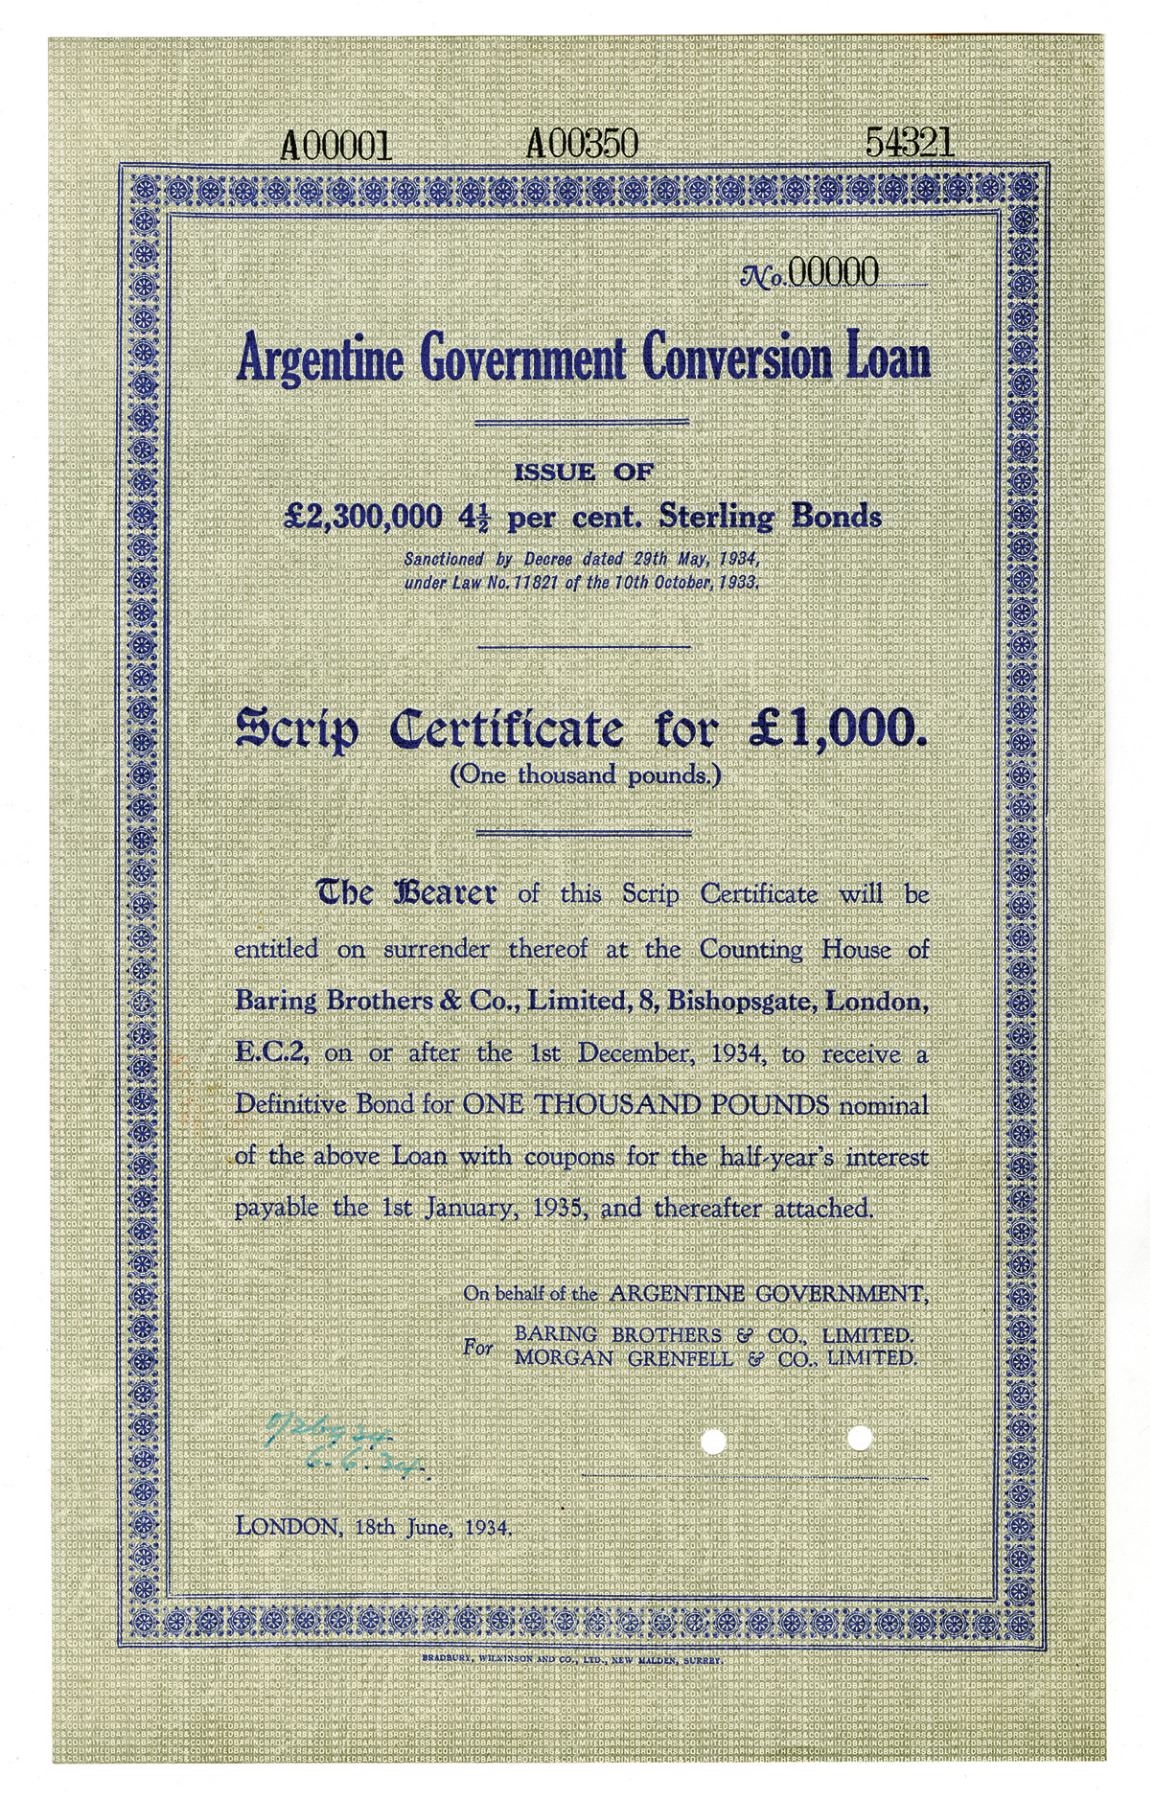 A00001 A00350 54321
No. 00000
Argentine Government Conversion Loan
ISSUE OF
£2,300,000 4½ per cent. Sterling Bonds
Sanctioned by Decree dated 29th May, 1934,
under Law No. 11821 of the 10th October, 1933.
Scrip Certificate for £1,000.
(One thousand pounds.)
The Bearer of this Scrip Certificate will be
entitled on surrender thereof at the Counting House of
Baring Brothers & Co., Limited, 8, Bishopsgate, London,
E.C.2, on or after the 1st December, 1934, to receive a
Definitive Bond for ONE THOUSAND POUNDS nominal
of the above Loan with coupons for the half-year's interest
payable the 1st January, 1935, and thereafter attached.
On behalf of the ARGENTINE GOVERNMENT,
For BARING BROTHERS & CO., LIMITED.
MORGAN GRENFELL & CO., LIMITED.
6.6.34.
LONDON, 18th June, 1934.
BRADBURY, WILKINSON AND CO., LTD., NEW MALDEN, SURREY.